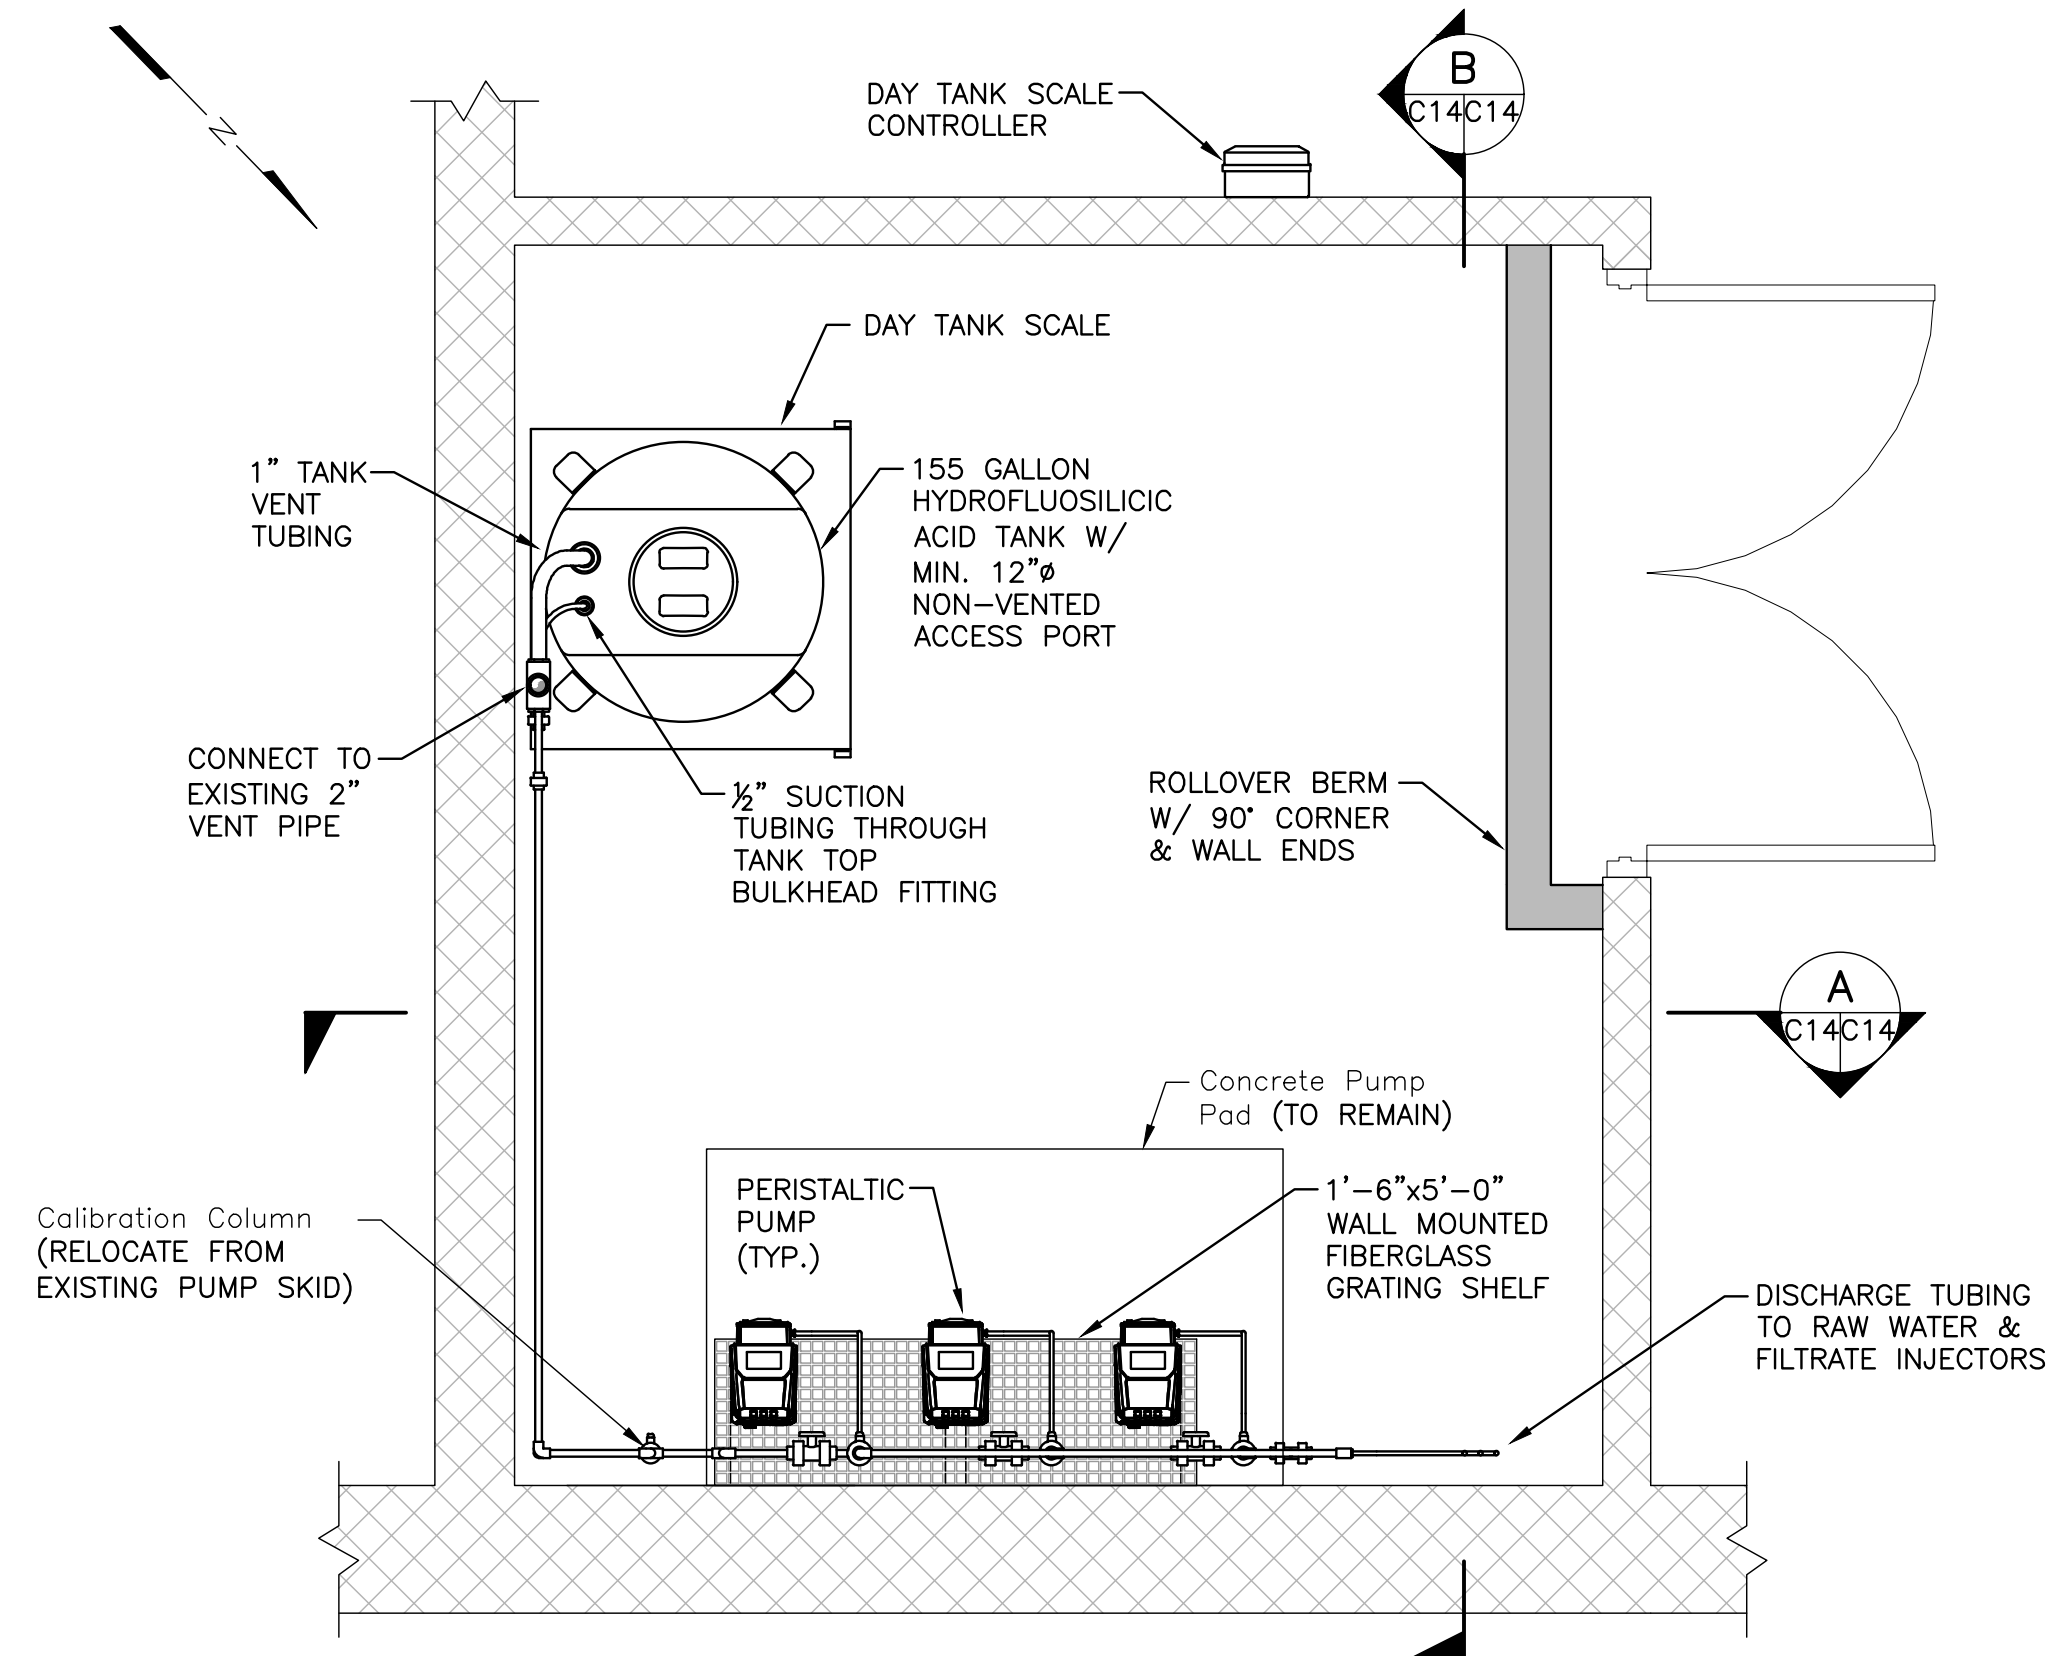 N
B
C14 C14
DAY TANK SCALE
CONTROLLER
DAY TANK SCALE
1" TANK
VENT
TUBING
155 GALLON
HYDROFLUOSILICIC
ACID TANK W/
MIN. 12"ø
NON-VENTED
ACCESS PORT
CONNECT TO
EXISTING 2"
VENT PIPE
½" SUCTION
TUBING THROUGH
TANK TOP
BULKHEAD FITTING
ROLLOVER BERM
W/ 90° CORNER
& WALL ENDS
A
C14 C14
Concrete Pump
Pad (TO REMAIN)
PERISTALTIC
PUMP
(TYP.)
1'-6"x5'-0"
WALL MOUNTED
FIBERGLASS
GRATING SHELF
Calibration Column
(RELOCATE FROM
EXISTING PUMP SKID)
DISCHARGE TUBING
TO RAW WATER &
FILTRATE INJECTORS